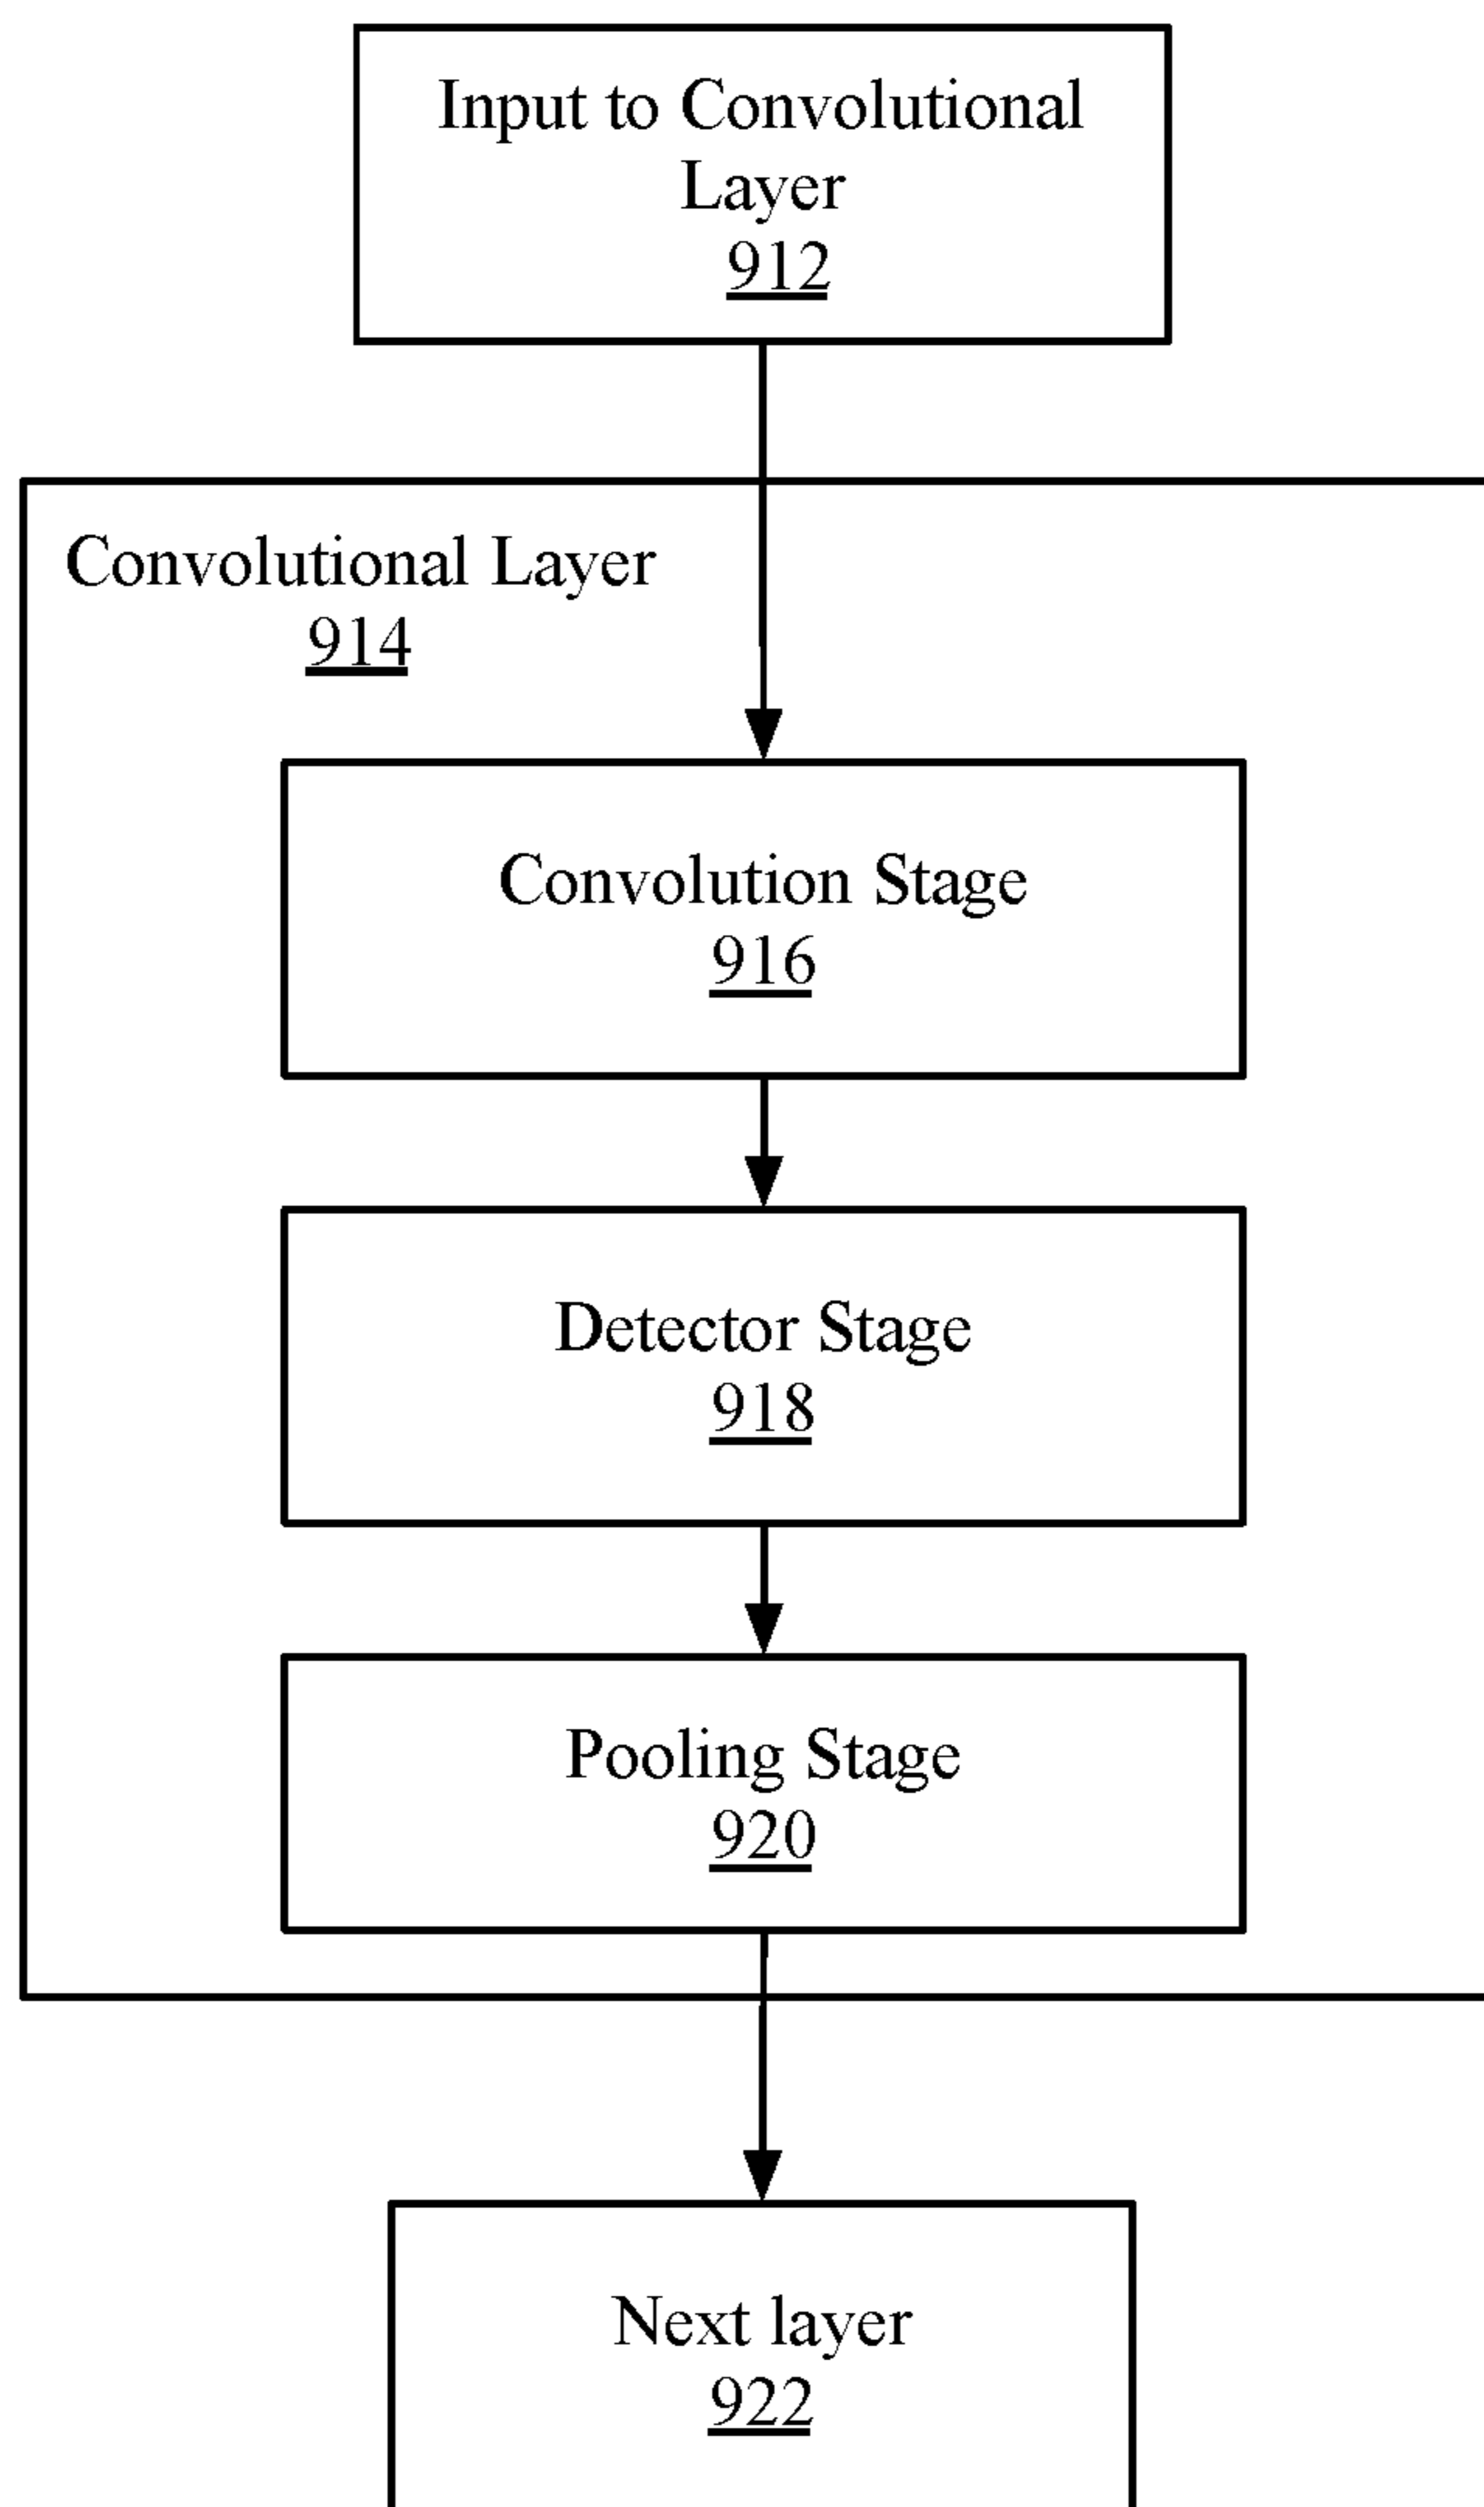 Input to Convolutional
Layer
912
Convolutional Layer
914
Convolution Stage
916
Detector Stage
918
Pooling Stage
920
Next layer
922